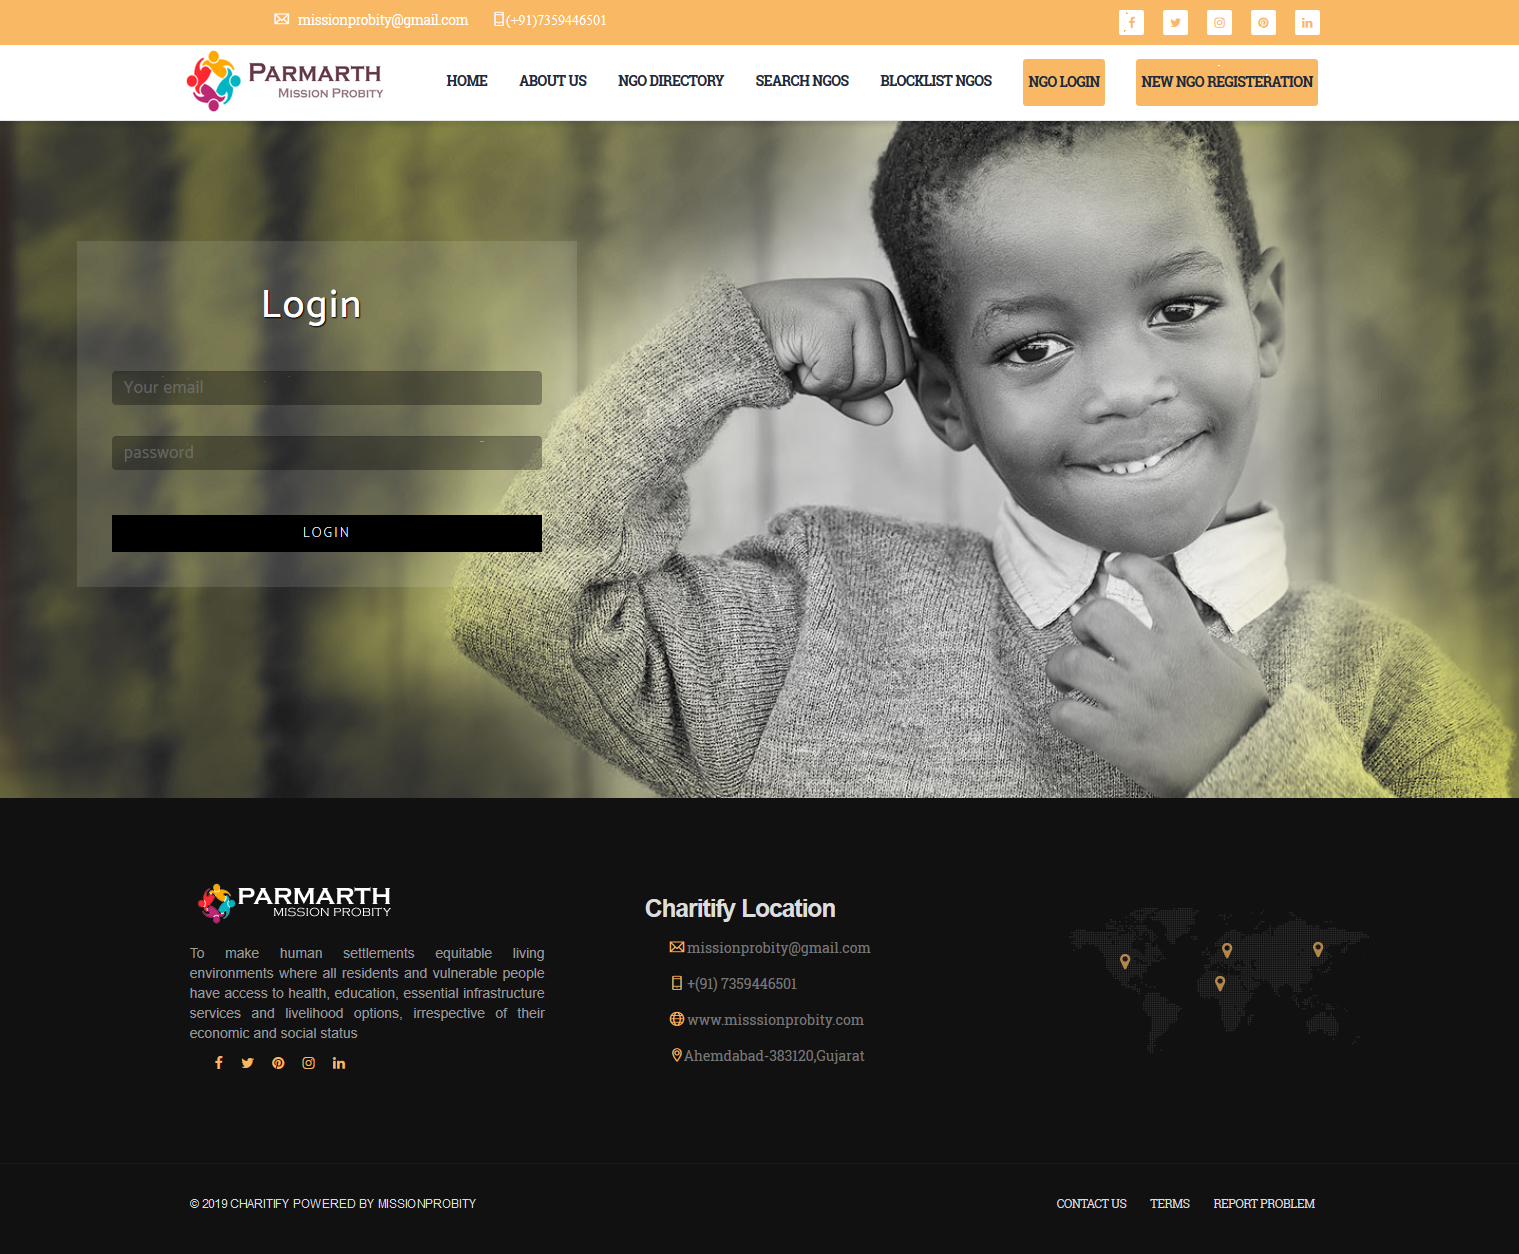 missionprobity@gmail.com (+91)7359446501
PARMARTH
MISSION PROBITY
HOME ABOUT US NGO DIRECTORY SEARCH NGOS BLOCKLIST NGOS NGO LOGIN NEW NGO REGISTERATION
Login
Your email
password
LOGIN
PARMARTH
MISSION PROBITY
To make human settlements equitable living
environments where all residents and vulnerable people
have access to health, education, essential infrastructure
services and livelihood options, irrespective of their
economic and social status
Charitify Location
missionprobity@gmail.com
+(91) 7359446501
www.misssionprobity.com
Ahemdabad-383120,Gujarat
© 2019 CHARITIFY POWERED BY MISSIONPROBITY
CONTACT US TERMS REPORT PROBLEM